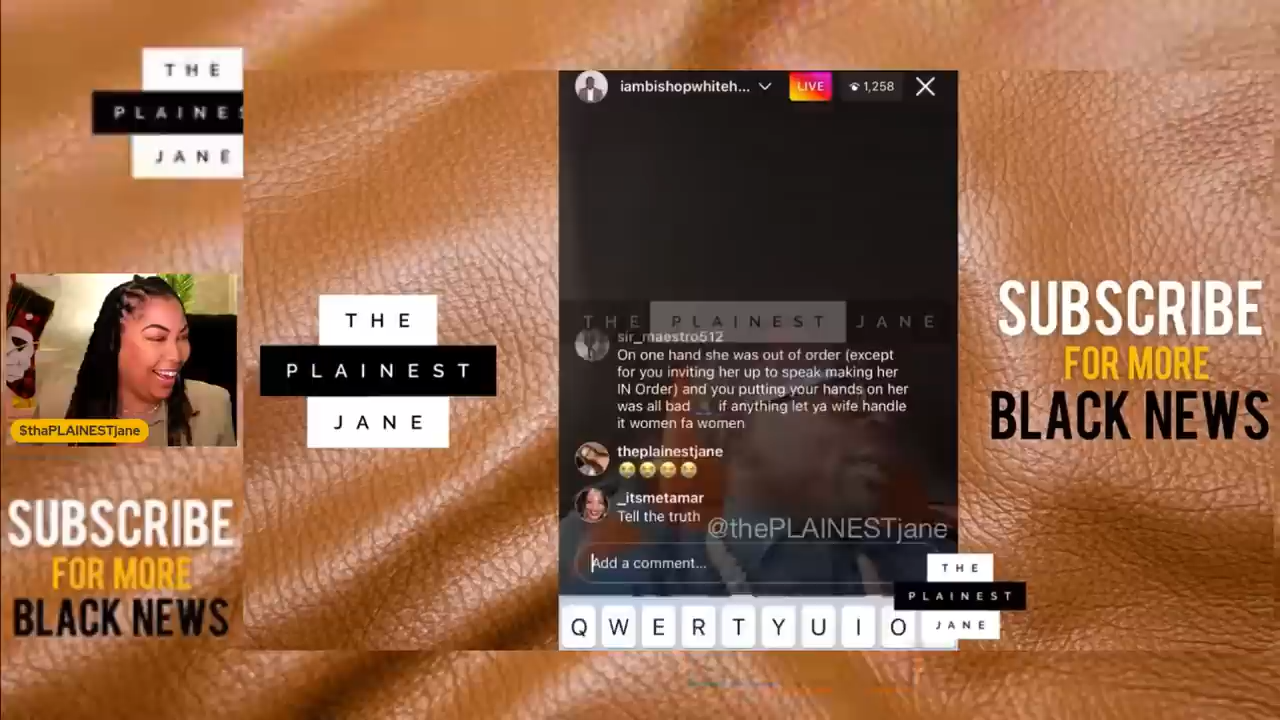 THE
PLAINES
JANE
$thaPLAINESTjane
SUBSCRIBE
FOR MORE
BLACK NEWS
THE
PLAINEST
JANE
iambishopwhiteh...
LIVE
1,258
THE PLAINEST JANE
sir_maestro512
On one hand she was out of order (except
for you inviting her up to speak making her
IN Order) and you putting your hands on her
was all bad if anything let ya wife handle
it women fa women
theplainestjane
_itsmetamar
Tell the truth
@thePLAINESTjane
Add a comment...
Q W E R T Y U I O
THE
PLAINEST
JANE
SUBSCRIBE
FOR MORE
BLACK NEWS